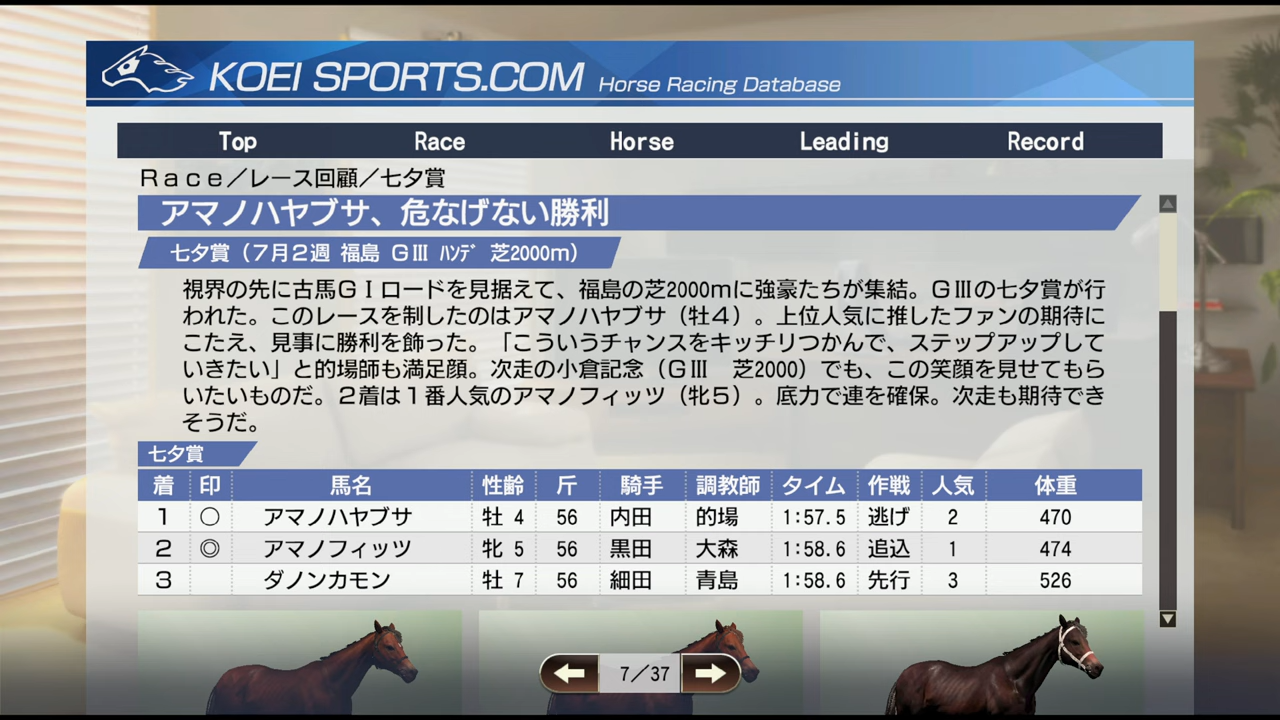 KOEI SPORTS.COM Horse Racing Database
Top Race Horse Leading Record
Race／レース回顧／七夕賞
アマノハヤブサ、危なげない勝利
七夕賞（7月2週 福島 GⅢ ﾊﾝﾃﾞ 芝2000m）
視界の先に古馬GⅠロードを見据えて、福島の芝2000mに強豪たちが集結。GⅢの七夕賞が行
われた。このレースを制したのはアマノハヤブサ（牡4）。上位人気に推したファンの期待に
こたえ、見事に勝利を飾った。「こういうチャンスをキッチリつかんで、ステップアップして
いきたい」と的場師も満足顔。次走の小倉記念（GⅢ　芝2000）でも、この笑顔を見せてもら
いたいものだ。2着は1番人気のアマノフィッツ（牝5）。底力で連を確保。次走も期待でき
そうだ。
七夕賞
着 印 馬名 性齢 斤 騎手 調教師 タイム 作戦 人気 体重
1 ○ アマノハヤブサ 牡 4 56 内田 的場 1:57.5 逃げ 2 470
2 ◎ アマノフィッツ 牝 5 56 黒田 大森 1:58.6 追込 1 474
3 ダノンカモン 牡 7 56 細田 青島 1:58.6 先行 3 526
7／37